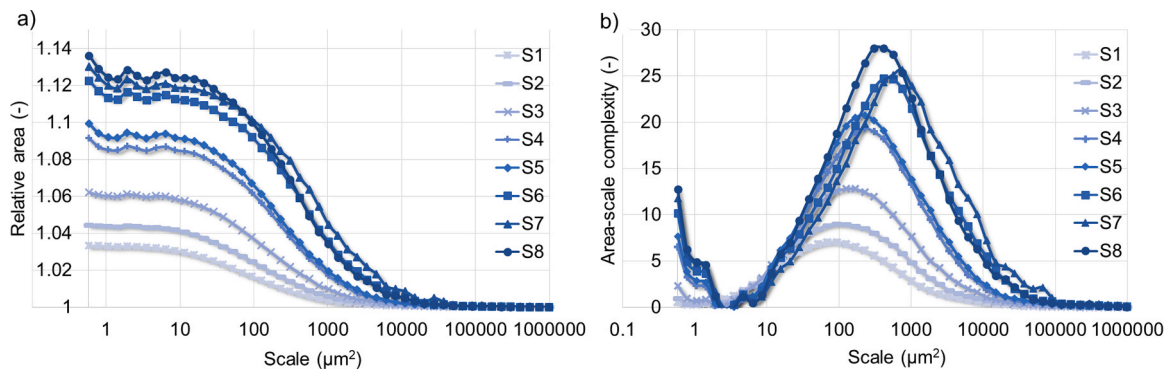 a)
Relative area (-)
1.14
1.12
1.1
1.08
1.06
1.04
1.02
1
1 10 100 1000 10000 100000 1000000
Scale (µm²)
S1
S2
S3
S4
S5
S6
S7
S8
b)
Area-scale complexity (-)
30
25
20
15
10
5
0
0.1 1 10 100 1000 10000 100000 1000000
Scale (µm²)
S1
S2
S3
S4
S5
S6
S7
S8